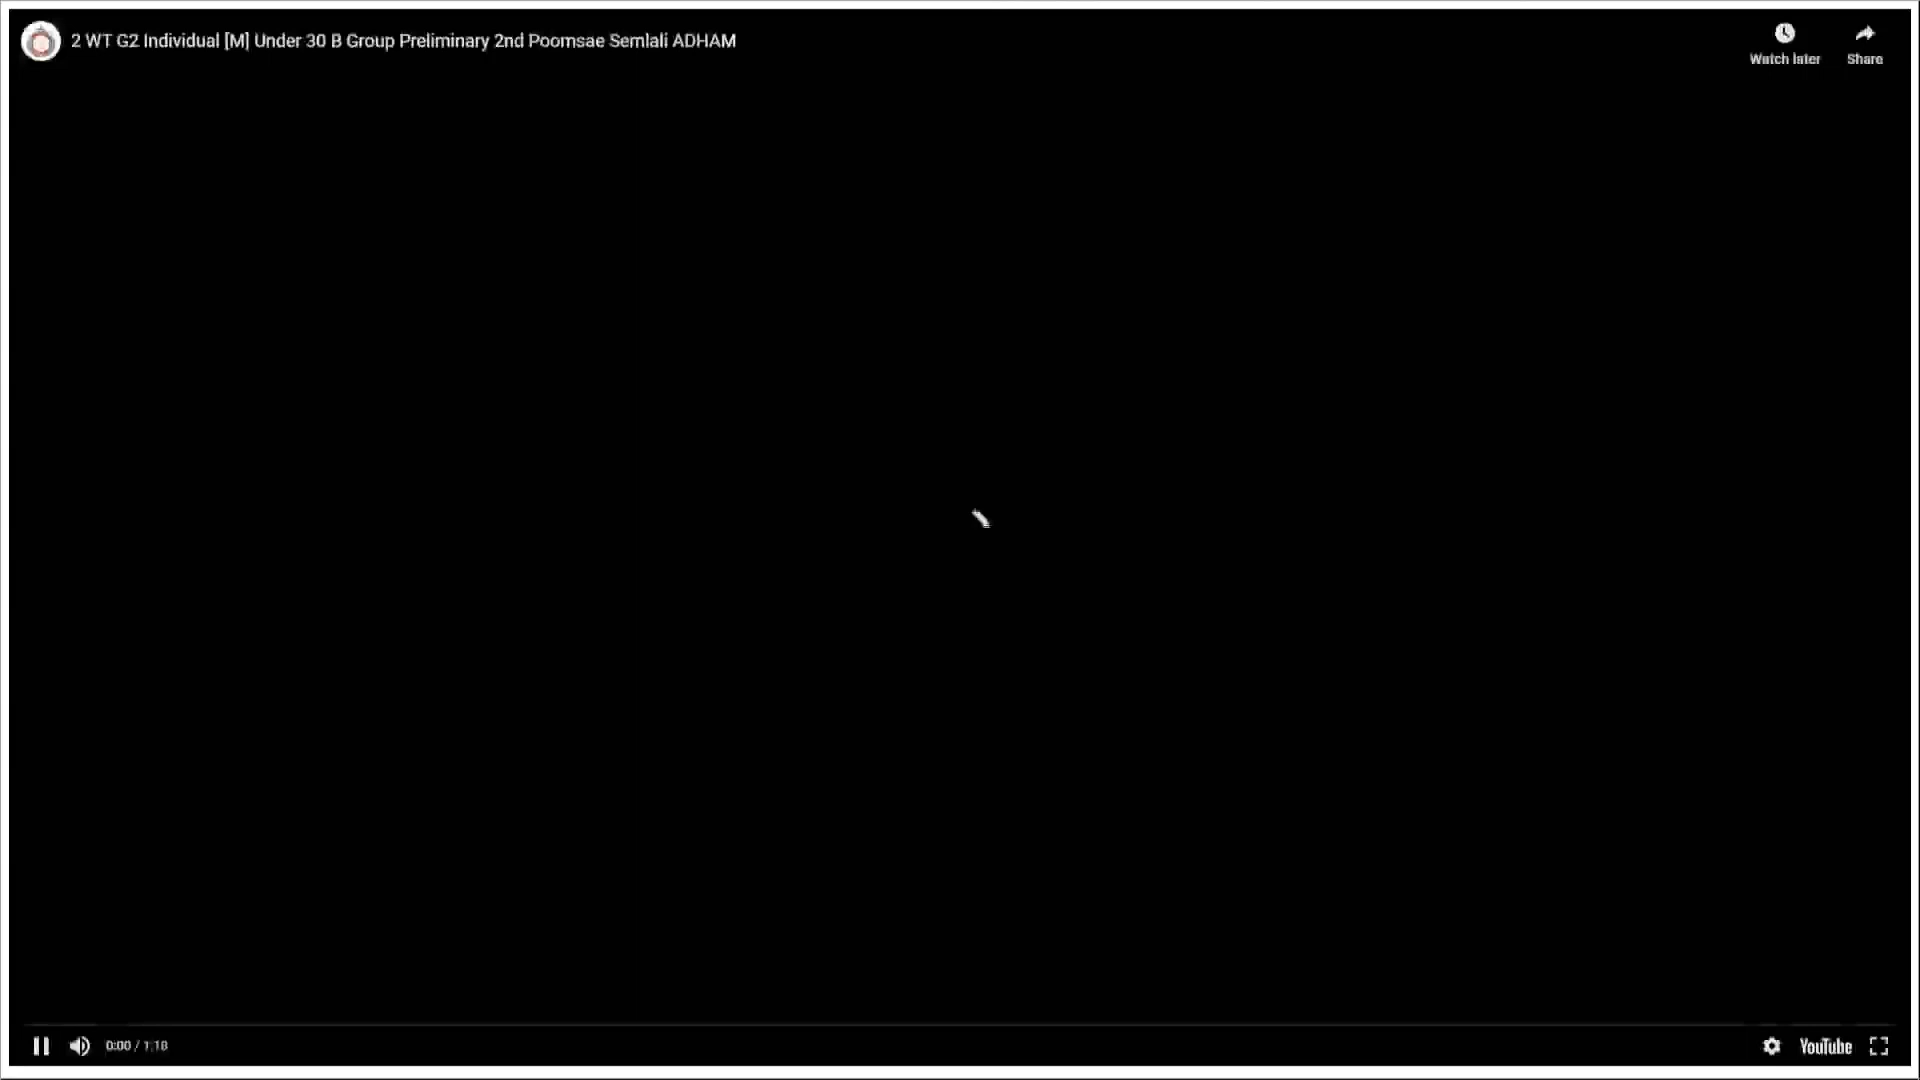 2 WT G2 Individual [M] Under 30 B Group Preliminary 2nd Poomsae Semlali ADHAM
Watch later
Share
0:00 / 1:18
YouTube